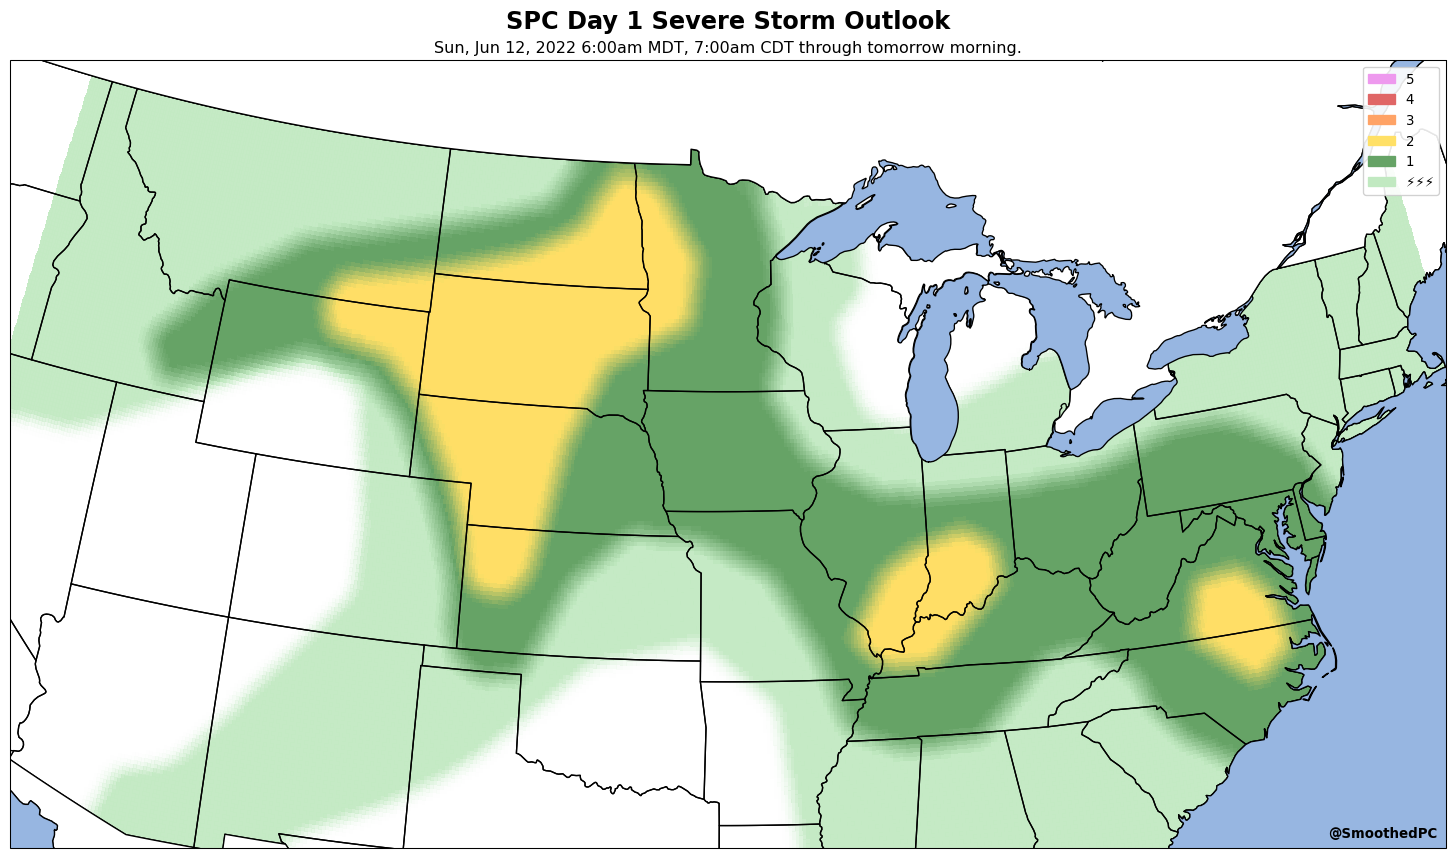 SPC Day 1 Severe Storm Outlook
Sun, Jun 12, 2022 6:00am MDT, 7:00am CDT through tomorrow morning.
5
4
3
2
1
⚡⚡⚡
@SmoothedPC